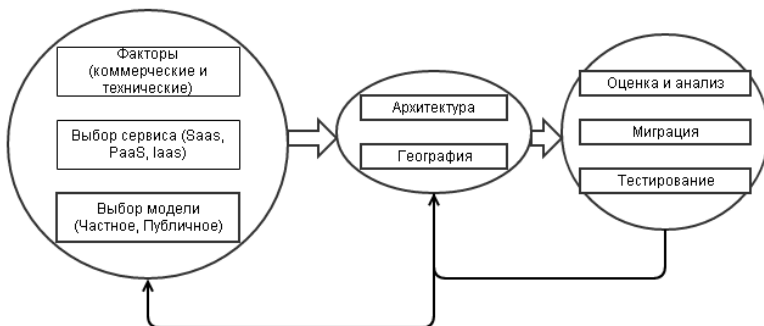 Факторы
(коммерческие и
технические)
Выбор сервиса (Saas,
PaaS, Iaas)
Выбор модели
(Частное, Публичное)
Архитектура
География
Оценка и анализ
Миграция
Тестирование